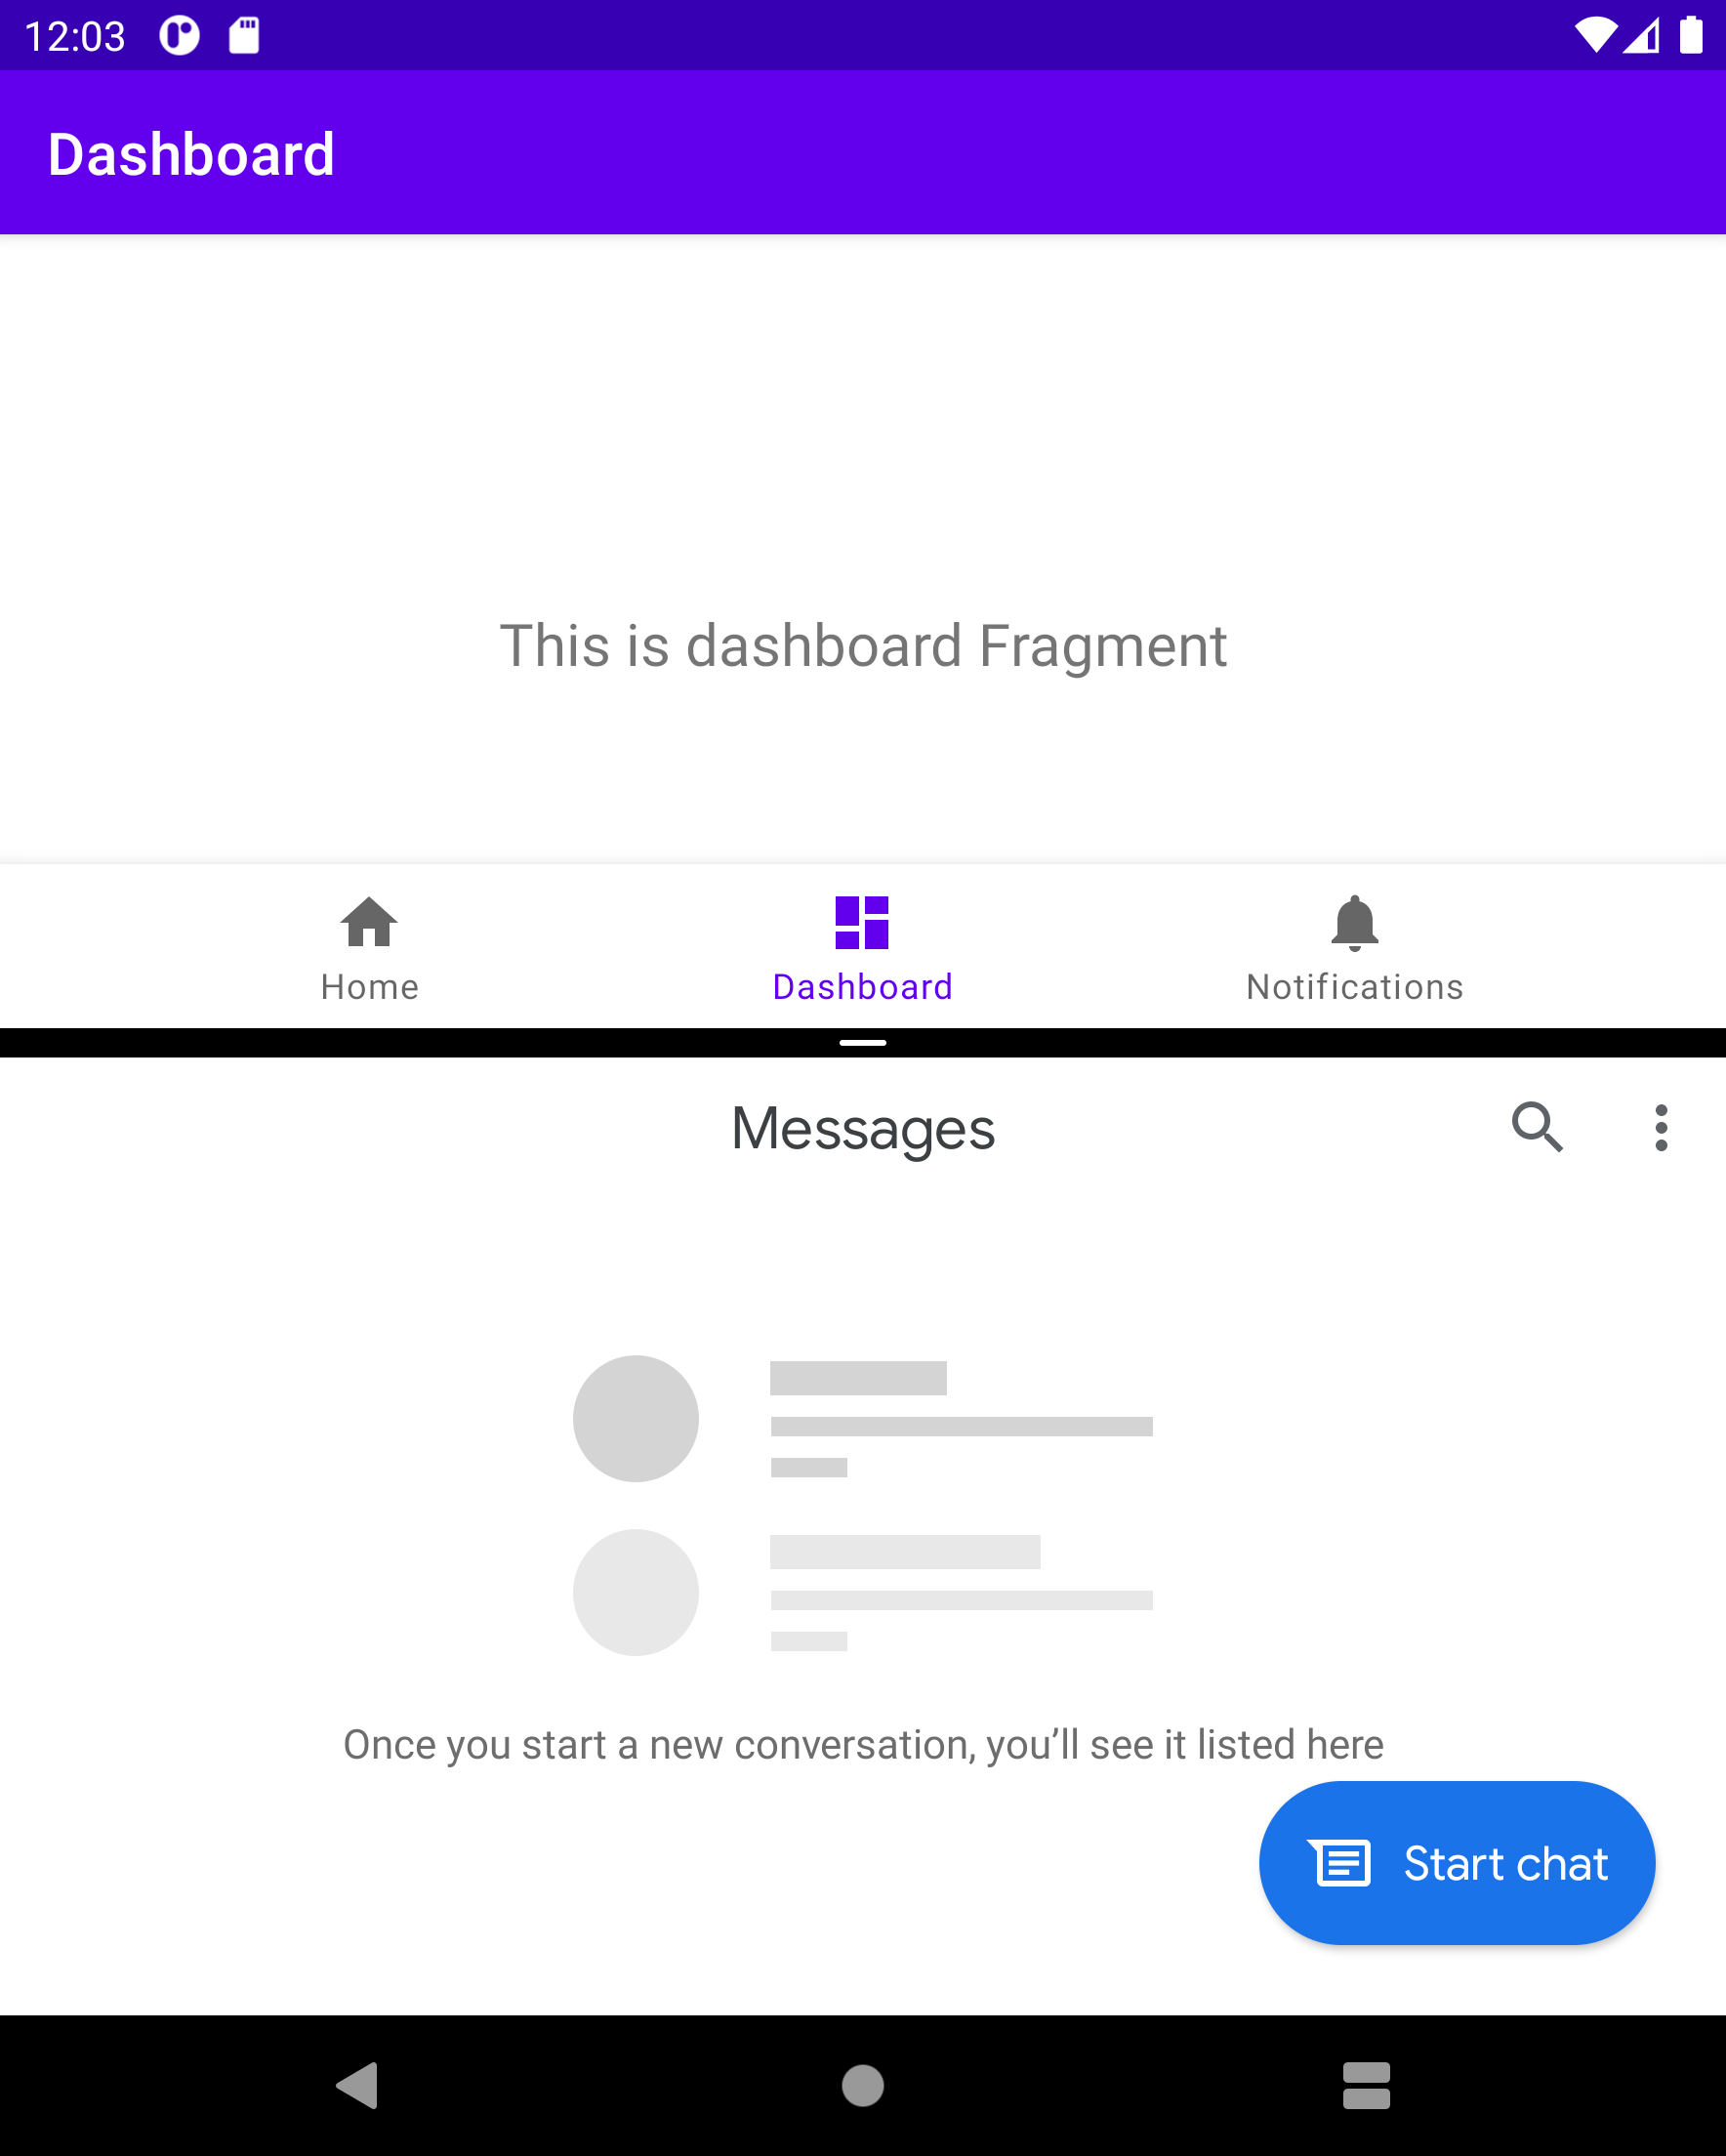 12:03
Dashboard
This is dashboard Fragment
Home
Dashboard
Notifications
Messages
Once you start a new conversation, you’ll see it listed here
Start chat